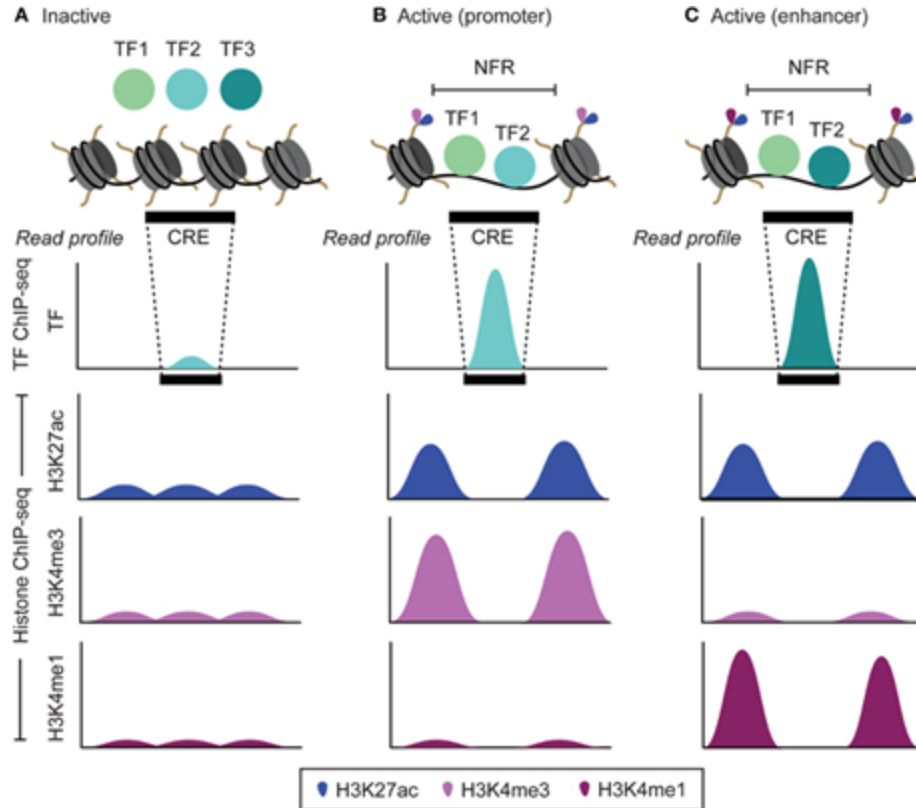 A Inactive
TF1 TF2 TF3
Read profile
CRE
TF ChIP-seq
TF
Histone ChIP-seq
H3K27ac
H3K4me3
H3K4me1
B Active (promoter)
NFR
TF1
TF2
Read profile
CRE
C Active (enhancer)
NFR
TF1
TF2
Read profile
CRE
H3K27ac H3K4me3 H3K4me1